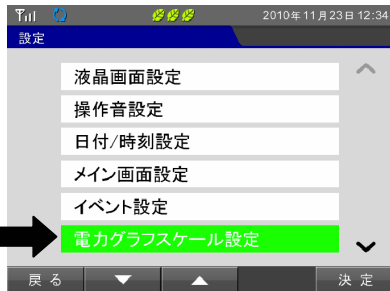 2010年11月23日 12:34
設定
液晶画面設定
操作音設定
日付/時刻設定
メイン画面設定
イベント設定
電力グラフスケール設定
戻る ▼ ▲ 決定